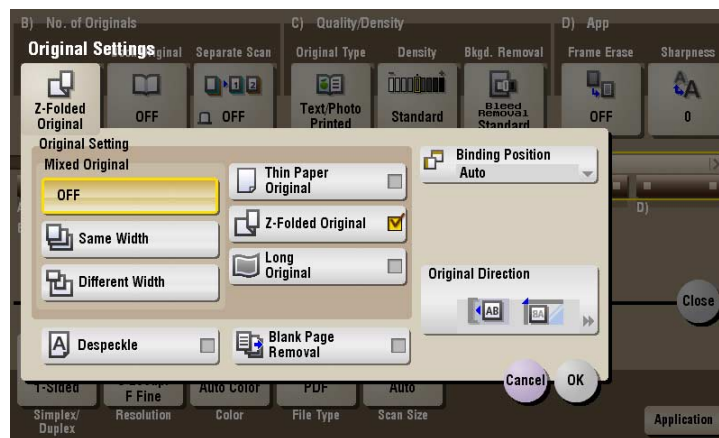 B) No. of Originals
C) Quality/Density
D) App
Original Settings
Original
Separate Scan
Original Type
Density
Bkgd. Removal
Frame Erase
Sharpness
Z-Folded
Original
OFF
OFF
Text/Photo
Printed
Standard
Bleed
Removal
Standard
OFF
0
Original Setting
Mixed Original
OFF
Same Width
Different Width
Thin Paper
Original
Z-Folded Original
Long
Original
Binding Position
Auto
D)
Original Direction
AB
BA
Close
Despeckle
Blank Page
Removal
Cancel
OK
1-Sided
F Fine
Auto Color
PDF
Auto
Simplex/
Duplex
Resolution
Color
File Type
Scan Size
Application